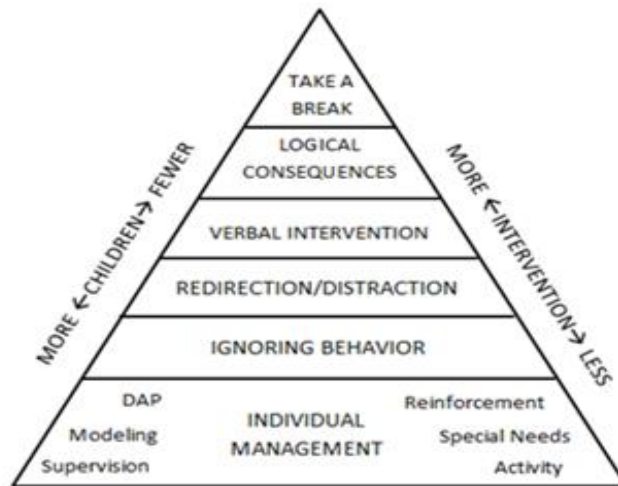 TAKE A
BREAK
LOGICAL
CONSEQUENCES
MORE ←CHILDREN→ FEWER
MORE ←INTERVENTION→ LESS
VERBAL INTERVENTION
REDIRECTION/DISTRACTION
IGNORING BEHAVIOR
DAP
Modeling
Supervision
INDIVIDUAL
MANAGEMENT
Reinforcement
Special Needs
Activity